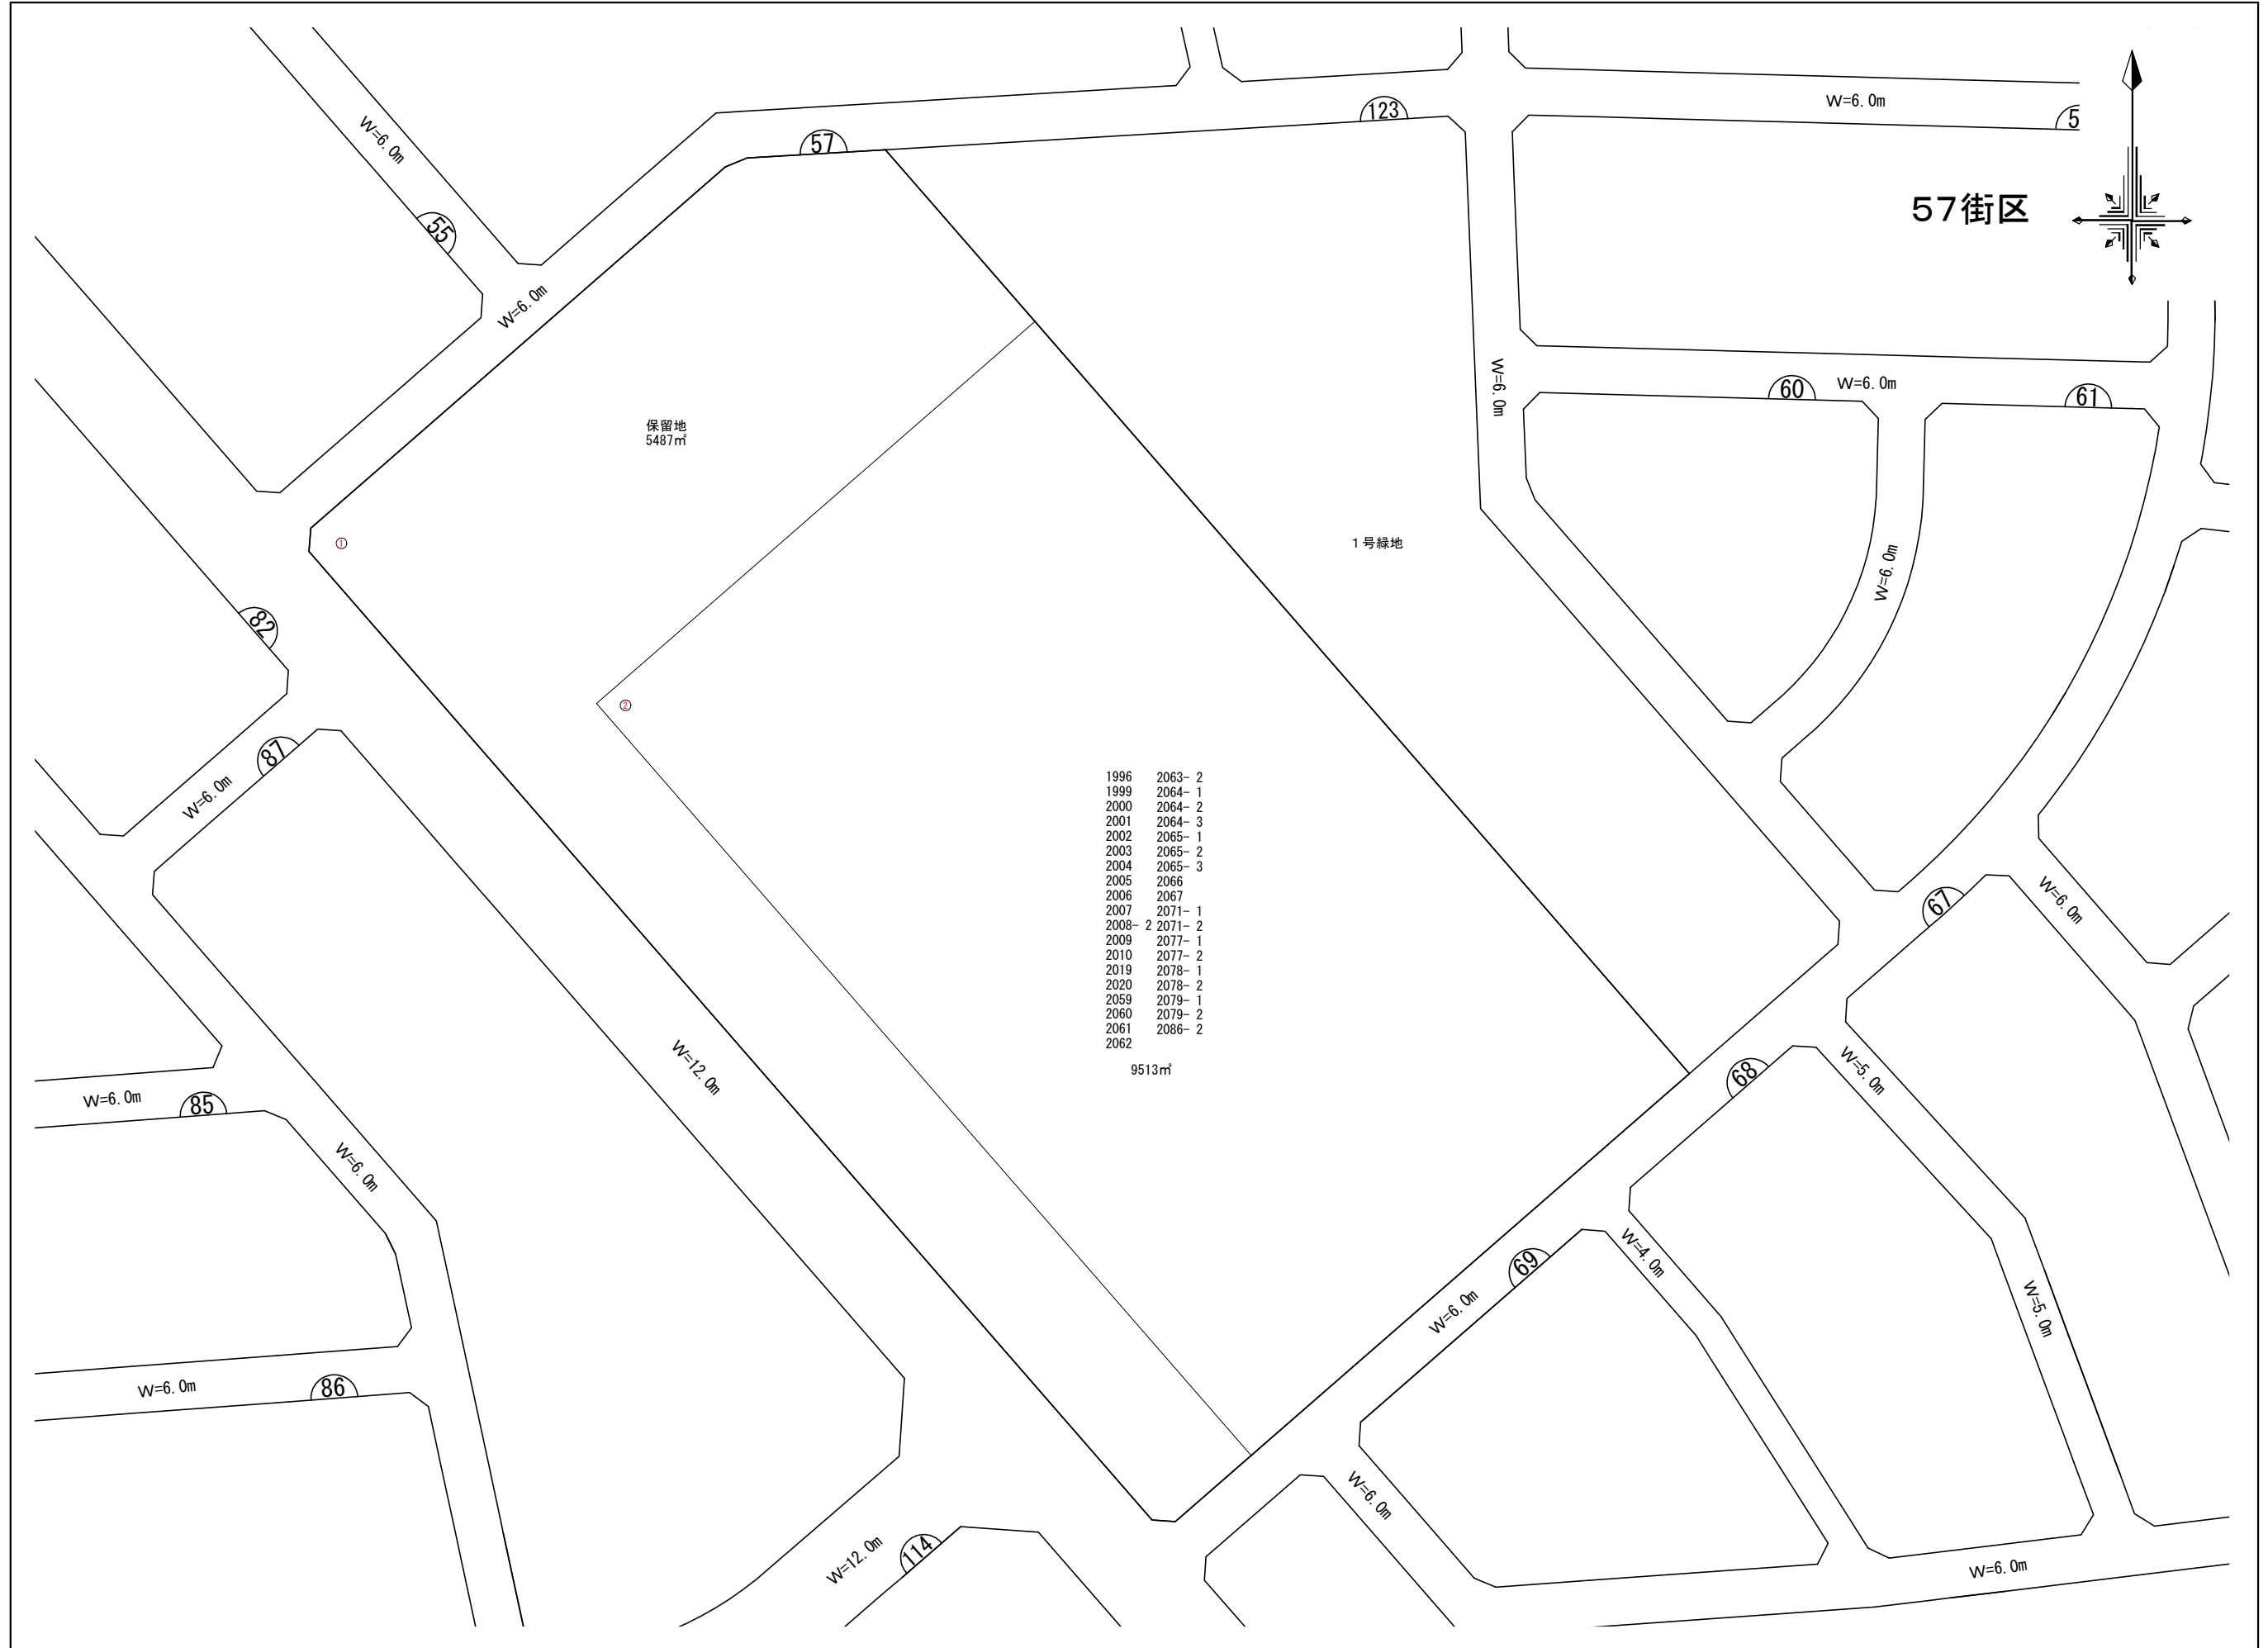 W=6.0m
123
5
W=6.0m
57
57街区
55
W=6.0m
W=6.0m
60
W=6.0m
61
保留地
5487㎡
①
1号緑地
W=6.0m
82
②
87
W=6.0m
1996 2063- 2
1999 2064- 1
2000 2064- 2
2001 2064- 3
2002 2065- 1
2003 2065- 2
2004 2065- 3
2005 2066
2006 2067
2007 2071- 1
2008- 2 2071- 2
2009 2077- 1
2010 2077- 2
2019 2078- 1
2020 2078- 2
2059 2079- 1
2060 2079- 2
2061 2086- 2
2062
9513㎡
67
W=6.0m
W=12.0m
68
W=5.0m
W=6.0m
85
W=6.0m
W=4.0m
69
W=6.0m
W=5.0m
W=6.0m
86
W=6.0m
W=12.0m
114
W=6.0m